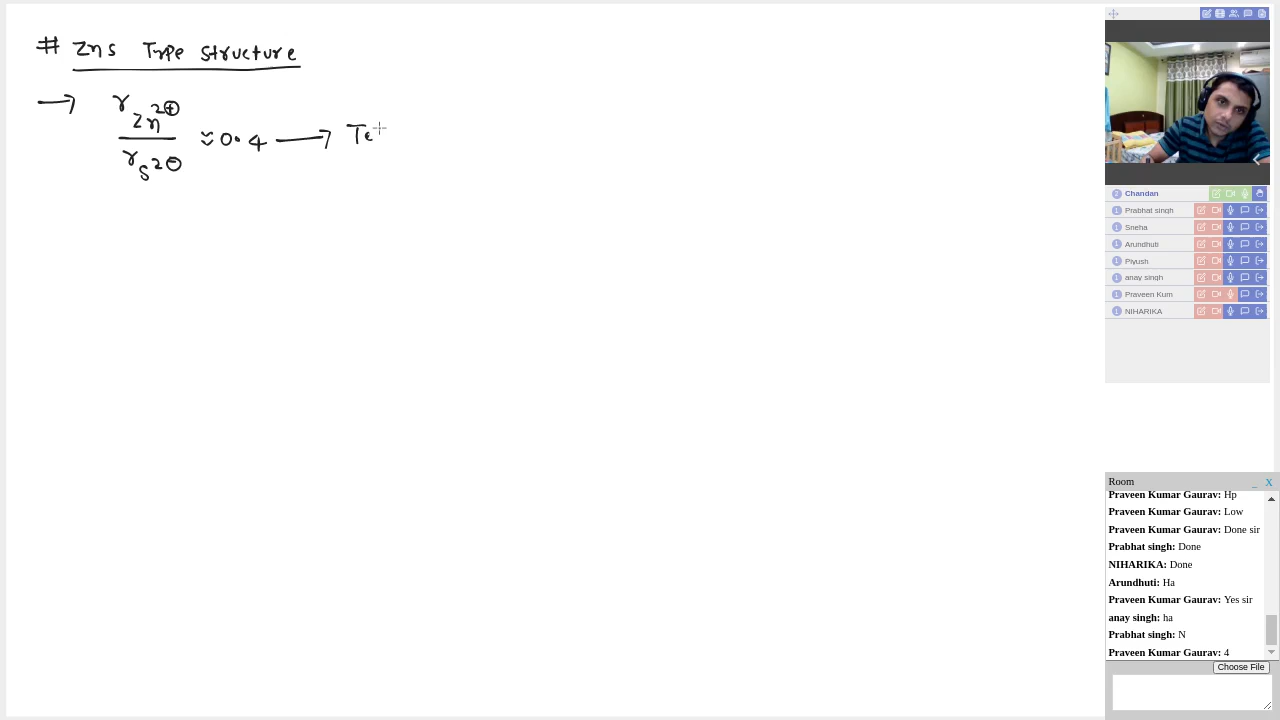 # Zns Type structure
→ r Zn²⊕ / r s²⊖ ≈ 0.4 → Te
Chandan
Prabhat singh
Sneha
Arundhuti
Piyush
anay singh
Praveen Kum
NIHARIKA
Room _ X
Praveen Kumar Gaurav: Hp
Praveen Kumar Gaurav: Low
Praveen Kumar Gaurav: Done sir
Prabhat singh: Done
NIHARIKA: Done
Arundhuti: Ha
Praveen Kumar Gaurav: Yes sir
anay singh: ha
Prabhat singh: N
Praveen Kumar Gaurav: 4
Choose File